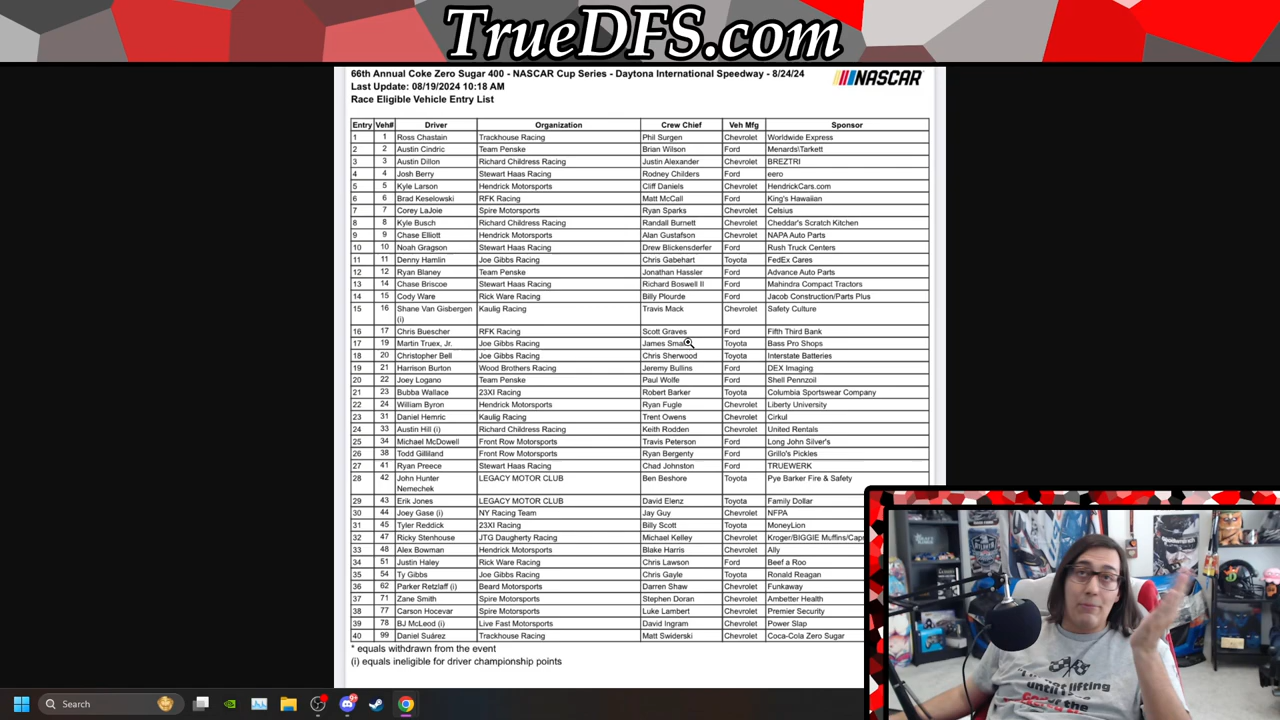 TrueDFS.com
66th Annual Coke Zero Sugar 400 - NASCAR Cup Series - Daytona International Speedway - 8/24/24
NASCAR
Last Update: 08/19/2024 10:18 AM
Race Eligible Vehicle Entry List
Entry Veh# Driver Organization Crew Chief Veh Mfg Sponsor
1 1 Ross Chastain Trackhouse Racing Phil Surgen Chevrolet Worldwide Express
2 2 Austin Cindric Team Penske Brian Wilson Ford Menards\Tarkett
3 3 Austin Dillon Richard Childress Racing Justin Alexander Chevrolet BREZTRI
4 4 Josh Berry Stewart Haas Racing Rodney Childers Ford eero
5 5 Kyle Larson Hendrick Motorsports Cliff Daniels Chevrolet HendrickCars.com
6 6 Brad Keselowski RFK Racing Matt McCall Ford King's Hawaiian
7 7 Corey LaJoie Spire Motorsports Ryan Sparks Chevrolet Celsius
8 8 Kyle Busch Richard Childress Racing Randall Burnett Chevrolet Cheddar's Scratch Kitchen
9 9 Chase Elliott Hendrick Motorsports Alan Gustafson Chevrolet NAPA Auto Parts
10 10 Noah Gragson Stewart Haas Racing Drew Blickensderfer Ford Rush Truck Centers
11 11 Denny Hamlin Joe Gibbs Racing Chris Gabehart Toyota FedEx Cares
12 12 Ryan Blaney Team Penske Jonathan Hassler Ford Advance Auto Parts
13 14 Chase Briscoe Stewart Haas Racing Richard Boswell II Ford Mahindra Compact Tractors
14 15 Cody Ware Rick Ware Racing Billy Plourde Ford Jacob Construction/Parts Plus
15 16 Shane Van Gisbergen Kaulig Racing Travis Mack Chevrolet Safety Culture
(i)
16 17 Chris Buescher RFK Racing Scott Graves Ford Fifth Third Bank
17 19 Martin Truex, Jr. Joe Gibbs Racing James Toyota Bass Pro Shops
18 20 Christopher Bell Joe Gibbs Racing Chris Sherwood Toyota Interstate Batteries
19 21 Harrison Burton Wood Brothers Racing Jeremy Bullins Ford DEX Imaging
20 22 Joey Logano Team Penske Paul Wolfe Ford Shell Pennzoil
21 23 Bubba Wallace 23XI Racing Robert Barker Toyota Columbia Sportswear Company
22 24 William Byron Hendrick Motorsports Ryan Fugle Chevrolet Liberty University
23 31 Daniel Hemric Kaulig Racing Trent Owens Chevrolet Cirkul
24 33 Austin Hill (i) Richard Childress Racing Keith Rodden Chevrolet United Rentals
25 34 Michael McDowell Front Row Motorsports Travis Peterson Ford Long John Silver's
26 38 Todd Gilliland Front Row Motorsports Ryan Bergenty Ford Grillo's Pickles
27 41 Ryan Preece Stewart Haas Racing Chad Johnston Ford TRUEWERK
28 42 John Hunter LEGACY MOTOR CLUB Ben Beshore Toyota Pye Barker Fire & Safety
Nemechek
29 43 Erik Jones LEGACY MOTOR CLUB David Elenz Toyota Family Dollar
30 44 Joey Gase (i) NY Racing Team Jay Guy Chevrolet NFPA
31 45 Tyler Reddick 23XI Racing Billy Scott Toyota MoneyLion
32 47 Ricky Stenhouse JTG Daugherty Racing Michael Kelley Chevrolet Kroger/BIGGIE Muffins/Cap
33 48 Alex Bowman Hendrick Motorsports Blake Harris Chevrolet Ally
34 51 Justin Haley Rick Ware Racing Chris Lawson Ford Beef a Roo
35 54 Ty Gibbs Joe Gibbs Racing Chris Gayle Toyota Ronald Reagan
36 62 Parker Retzlaff (i) Beard Motorsports Darren Shaw Chevrolet Funkaway
37 71 Zane Smith Spire Motorsports Stephen Doran Chevrolet Ambetter Health
38 77 Carson Hocevar Spire Motorsports Luke Lambert Chevrolet Premier Security
39 78 BJ McLeod (i) Live Fast Motorsports David Ingram Chevrolet Power Slap
40 99 Daniel Suárez Trackhouse Racing Matt Swiderski Chevrolet Coca-Cola Zero Sugar
* equals withdrawn from the event
(i) equals ineligible for driver championship points
until lifting
Search